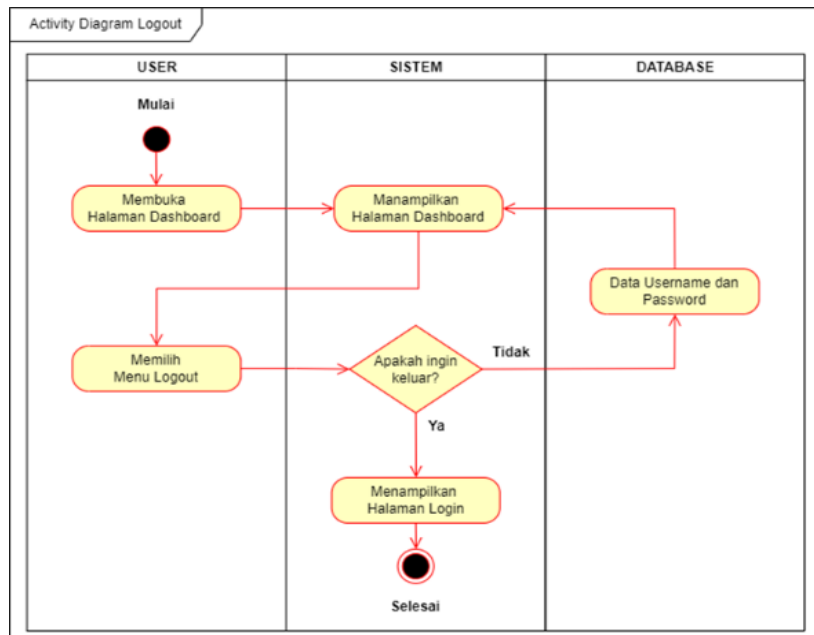 Activity Diagram Logout
USER
SISTEM
DATABASE
Mulai
Membuka
Halaman Dashboard
Manampilkan
Halaman Dashboard
Data Username dan
Password
Memilih
Menu Logout
Apakah ingin
keluar?
Tidak
Ya
Menampilkan
Halaman Login
Selesai